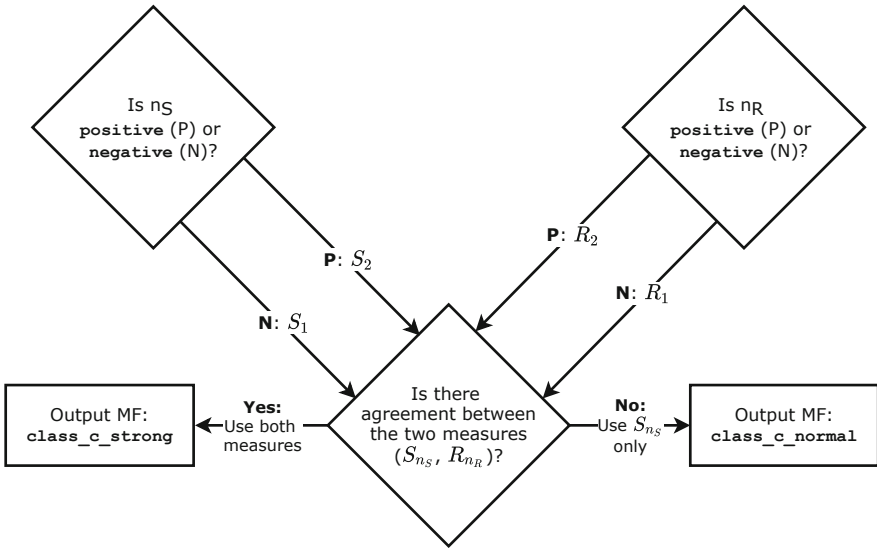 Is nS
positive (P) or
negative (N)?
Is nR
positive (P) or
negative (N)?
P: S2
P: R2
N: S1
N: R1
Is there
agreement between
the two measures
(SnS, RnR)?
Yes:
Use both
measures
No:
Use SnS
only
Output MF:
class_c_strong
Output MF:
class_c_normal